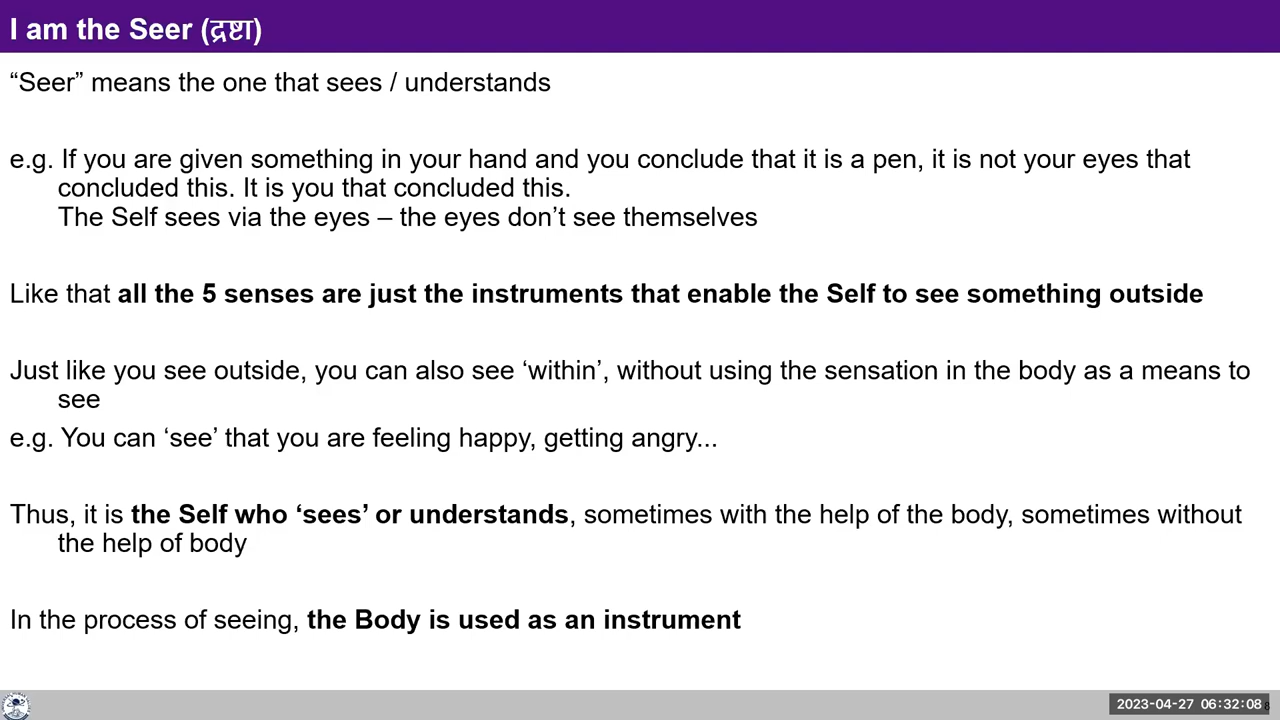 I am the Seer (द्रष्टा)
“Seer” means the one that sees / understands
e.g. If you are given something in your hand and you conclude that it is a pen, it is not your eyes that
concluded this. It is you that concluded this.
The Self sees via the eyes – the eyes don’t see themselves
Like that all the 5 senses are just the instruments that enable the Self to see something outside
Just like you see outside, you can also see ‘within’, without using the sensation in the body as a means to
see
e.g. You can ‘see’ that you are feeling happy, getting angry...
Thus, it is the Self who ‘sees’ or understands, sometimes with the help of the body, sometimes without
the help of body
In the process of seeing, the Body is used as an instrument
2023-04-27 06:32:08
8